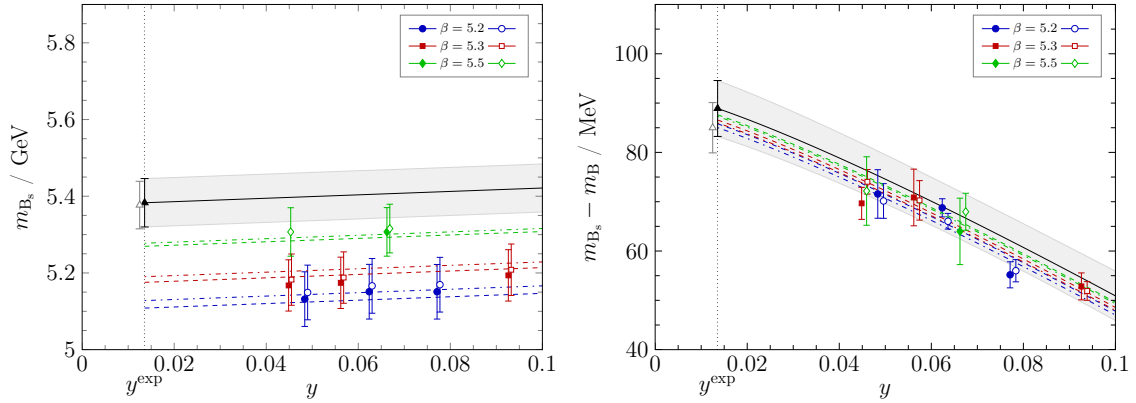 5.8
5.6
5.4
5.2
5
m_{B_s} / GeV
β = 5.2
β = 5.3
β = 5.5
0
0.02
0.04
0.06
0.08
0.1
y^{exp}
y
100
80
60
40
m_{B_s} − m_B / MeV
β = 5.2
β = 5.3
β = 5.5
0
0.02
0.04
0.06
0.08
0.1
y^{exp}
y